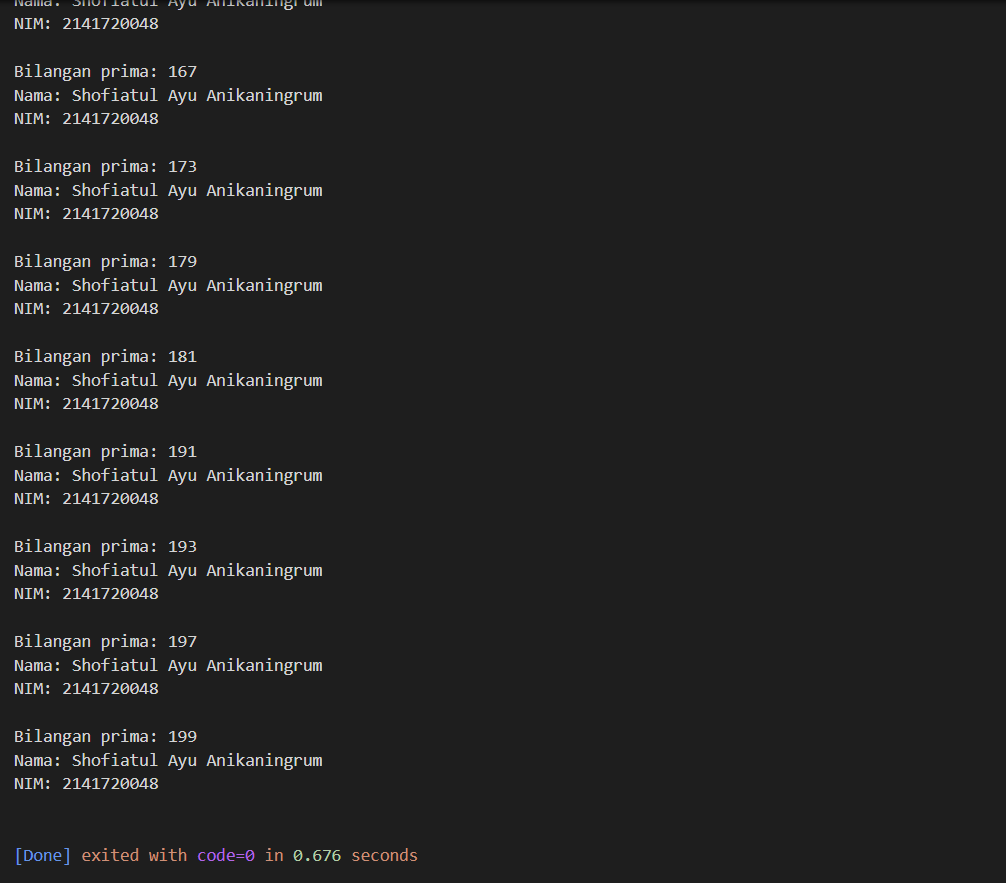 Nama: Shofiatul Ayu Anikaningrum
NIM: 2141720048
Bilangan prima: 167
Nama: Shofiatul Ayu Anikaningrum
NIM: 2141720048
Bilangan prima: 173
Nama: Shofiatul Ayu Anikaningrum
NIM: 2141720048
Bilangan prima: 179
Nama: Shofiatul Ayu Anikaningrum
NIM: 2141720048
Bilangan prima: 181
Nama: Shofiatul Ayu Anikaningrum
NIM: 2141720048
Bilangan prima: 191
Nama: Shofiatul Ayu Anikaningrum
NIM: 2141720048
Bilangan prima: 193
Nama: Shofiatul Ayu Anikaningrum
NIM: 2141720048
Bilangan prima: 197
Nama: Shofiatul Ayu Anikaningrum
NIM: 2141720048
Bilangan prima: 199
Nama: Shofiatul Ayu Anikaningrum
NIM: 2141720048
[Done] exited with code=0 in 0.676 seconds